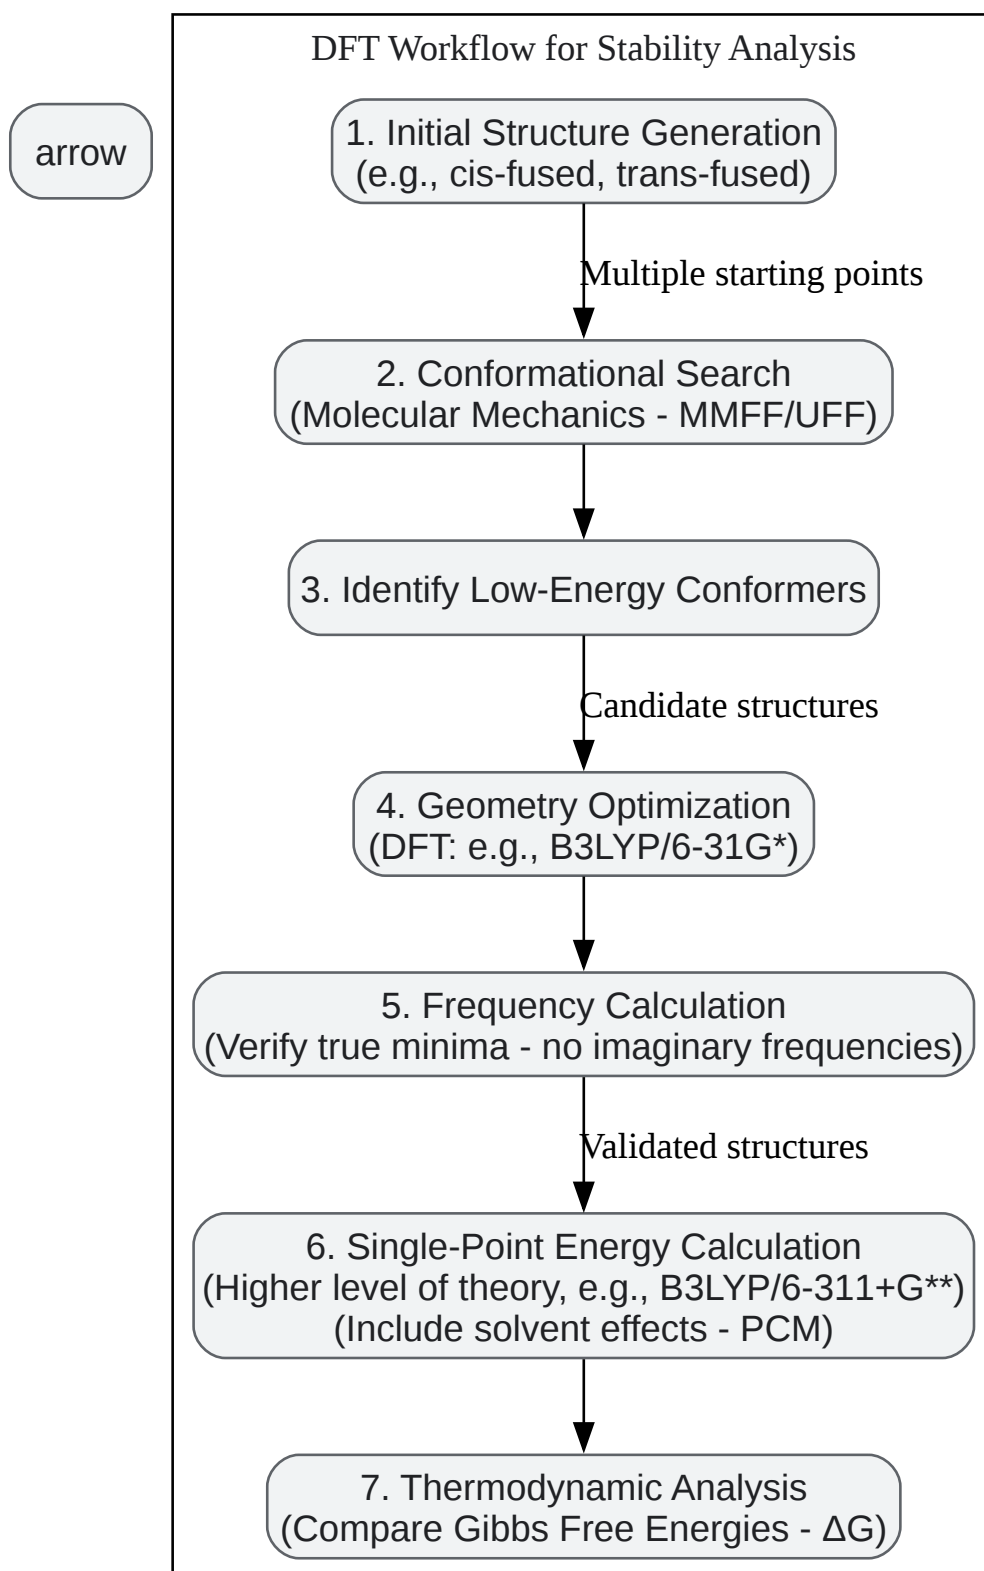 DFT Workflow for Stability Analysis
arrow
1. Initial Structure Generation
(e.g., cis-fused, trans-fused)
Multiple starting points
2. Conformational Search
(Molecular Mechanics - MMFF/UFF)
3. Identify Low-Energy Conformers
Candidate structures
4. Geometry Optimization
(DFT: e.g., B3LYP/6-31G*)
5. Frequency Calculation
(Verify true minima - no imaginary frequencies)
Validated structures
6. Single-Point Energy Calculation
(Higher level of theory, e.g., B3LYP/6-311+G**)
(Include solvent effects - PCM)
7. Thermodynamic Analysis
(Compare Gibbs Free Energies - ΔG)